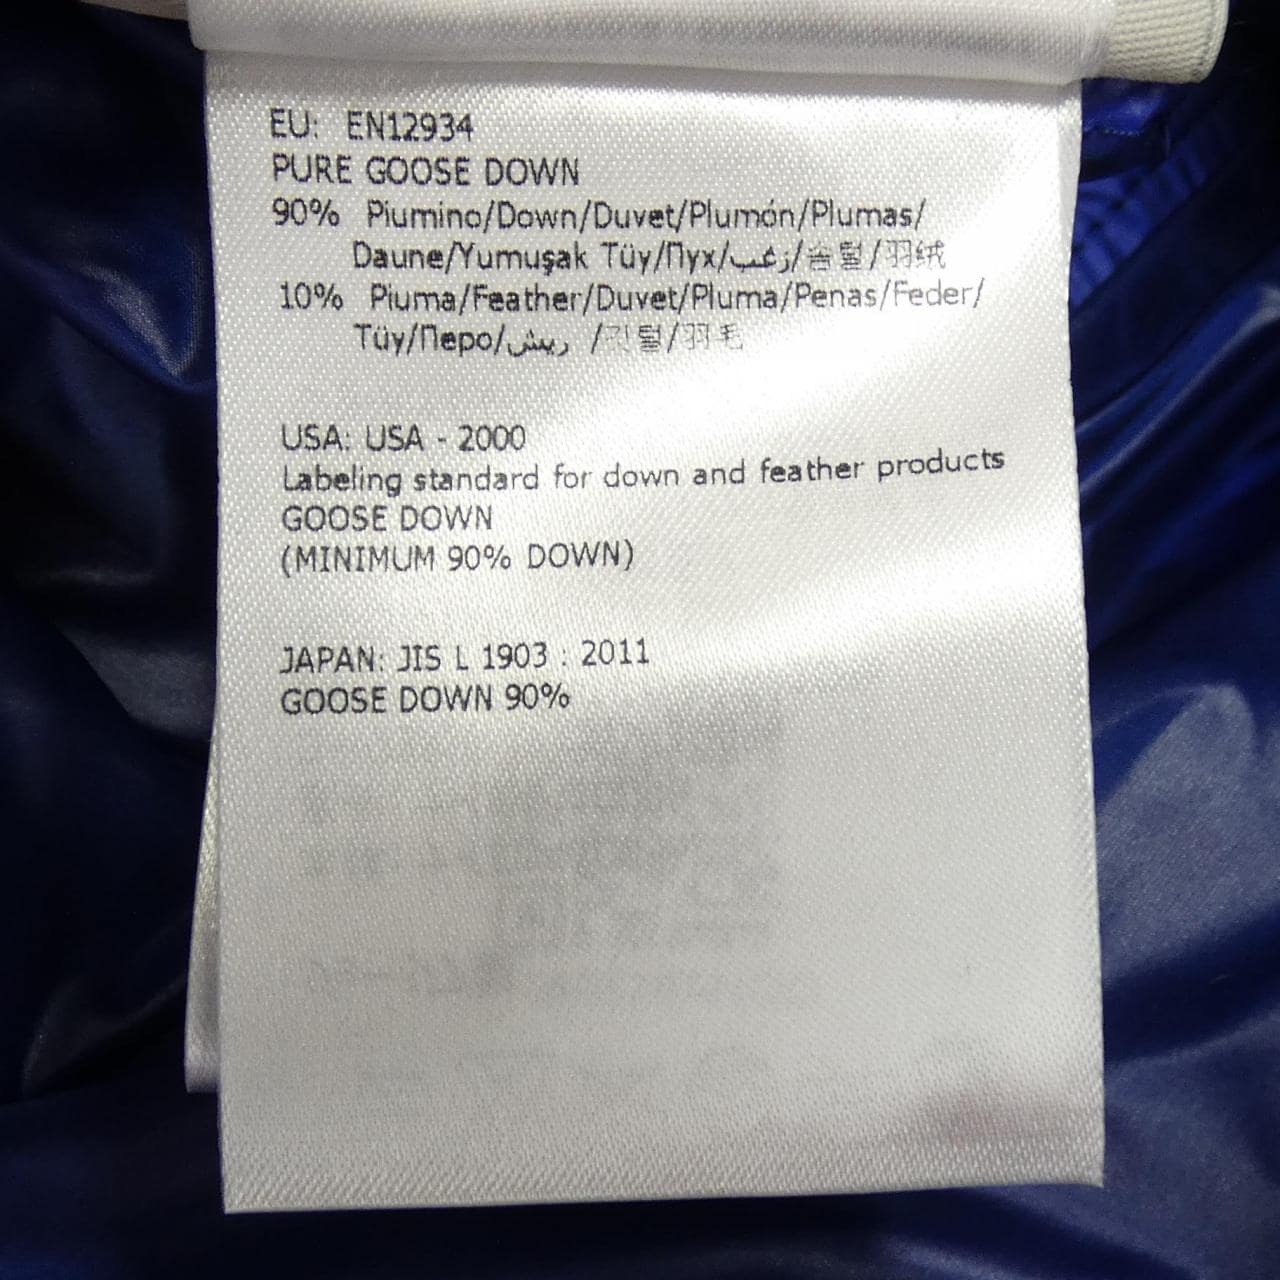 EU: EN12934
PURE GOOSE DOWN
90% Piumino/Down/Duvet/Plumón/Plumas/
Daune/Yumuşak Tüy/Пух/زغب/솜털/羽绒
10% Piuma/Feather/Duvet/Pluma/Penas/Feder/
Tüy/Перо/ريش /깃털/羽毛
USA: USA - 2000
Labeling standard for down and feather products
GOOSE DOWN
(MINIMUM 90% DOWN)
JAPAN: JIS L 1903 : 2011
GOOSE DOWN 90%